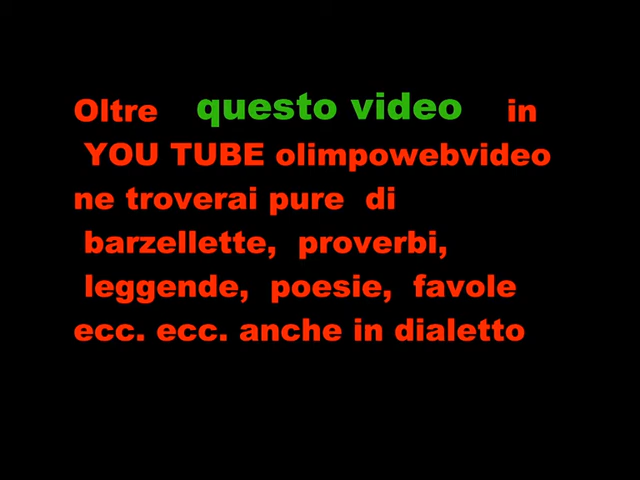 Oltre questo video in
YOU TUBE olimpowebvideo
ne troverai pure di
barzellette, proverbi,
leggende, poesie, favole
ecc. ecc. anche in dialetto